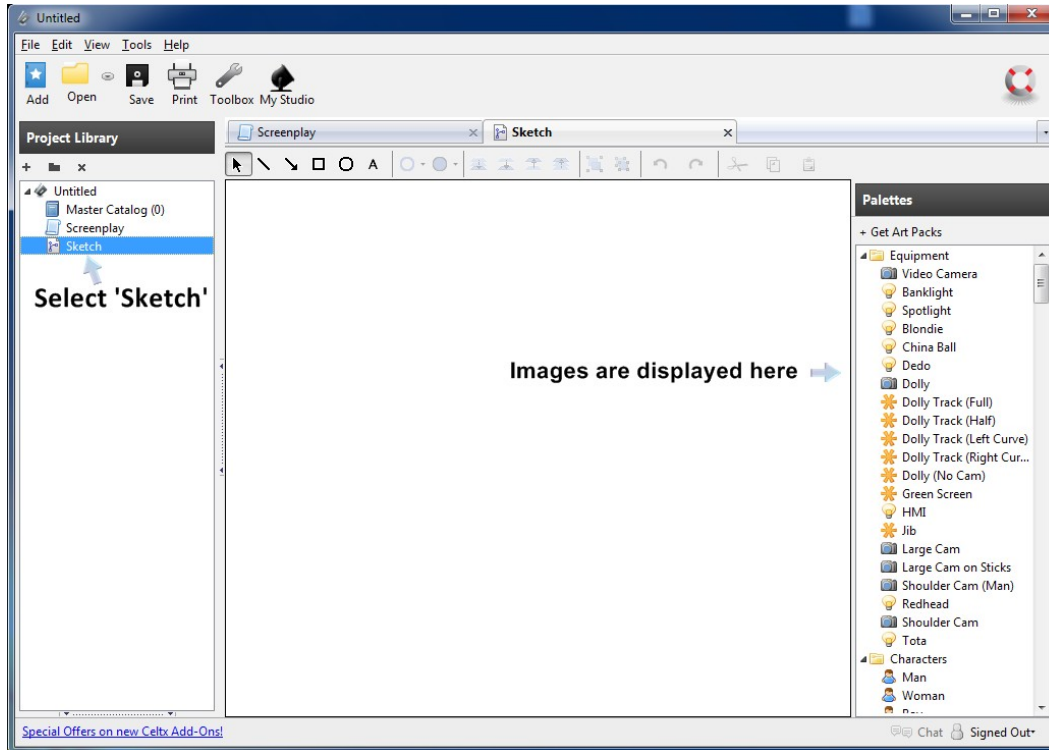 Untitled
File Edit View Tools Help
Add Open Save Print Toolbox My Studio
Project Library
Screenplay
Sketch
A
Untitled
Master Catalog (0)
Screenplay
Sketch
Select 'Sketch'
Images are displayed here
Palettes
+ Get Art Packs
Equipment
Video Camera
Banklight
Spotlight
Blondie
China Ball
Dedo
Dolly
Dolly Track (Full)
Dolly Track (Half)
Dolly Track (Left Curve)
Dolly Track (Right Cur...
Dolly (No Cam)
Green Screen
HMI
Jib
Large Cam
Large Cam on Sticks
Shoulder Cam (Man)
Redhead
Shoulder Cam
Tota
Characters
Man
Woman
Special Offers on new Celtx Add-Ons!
Chat Signed Out